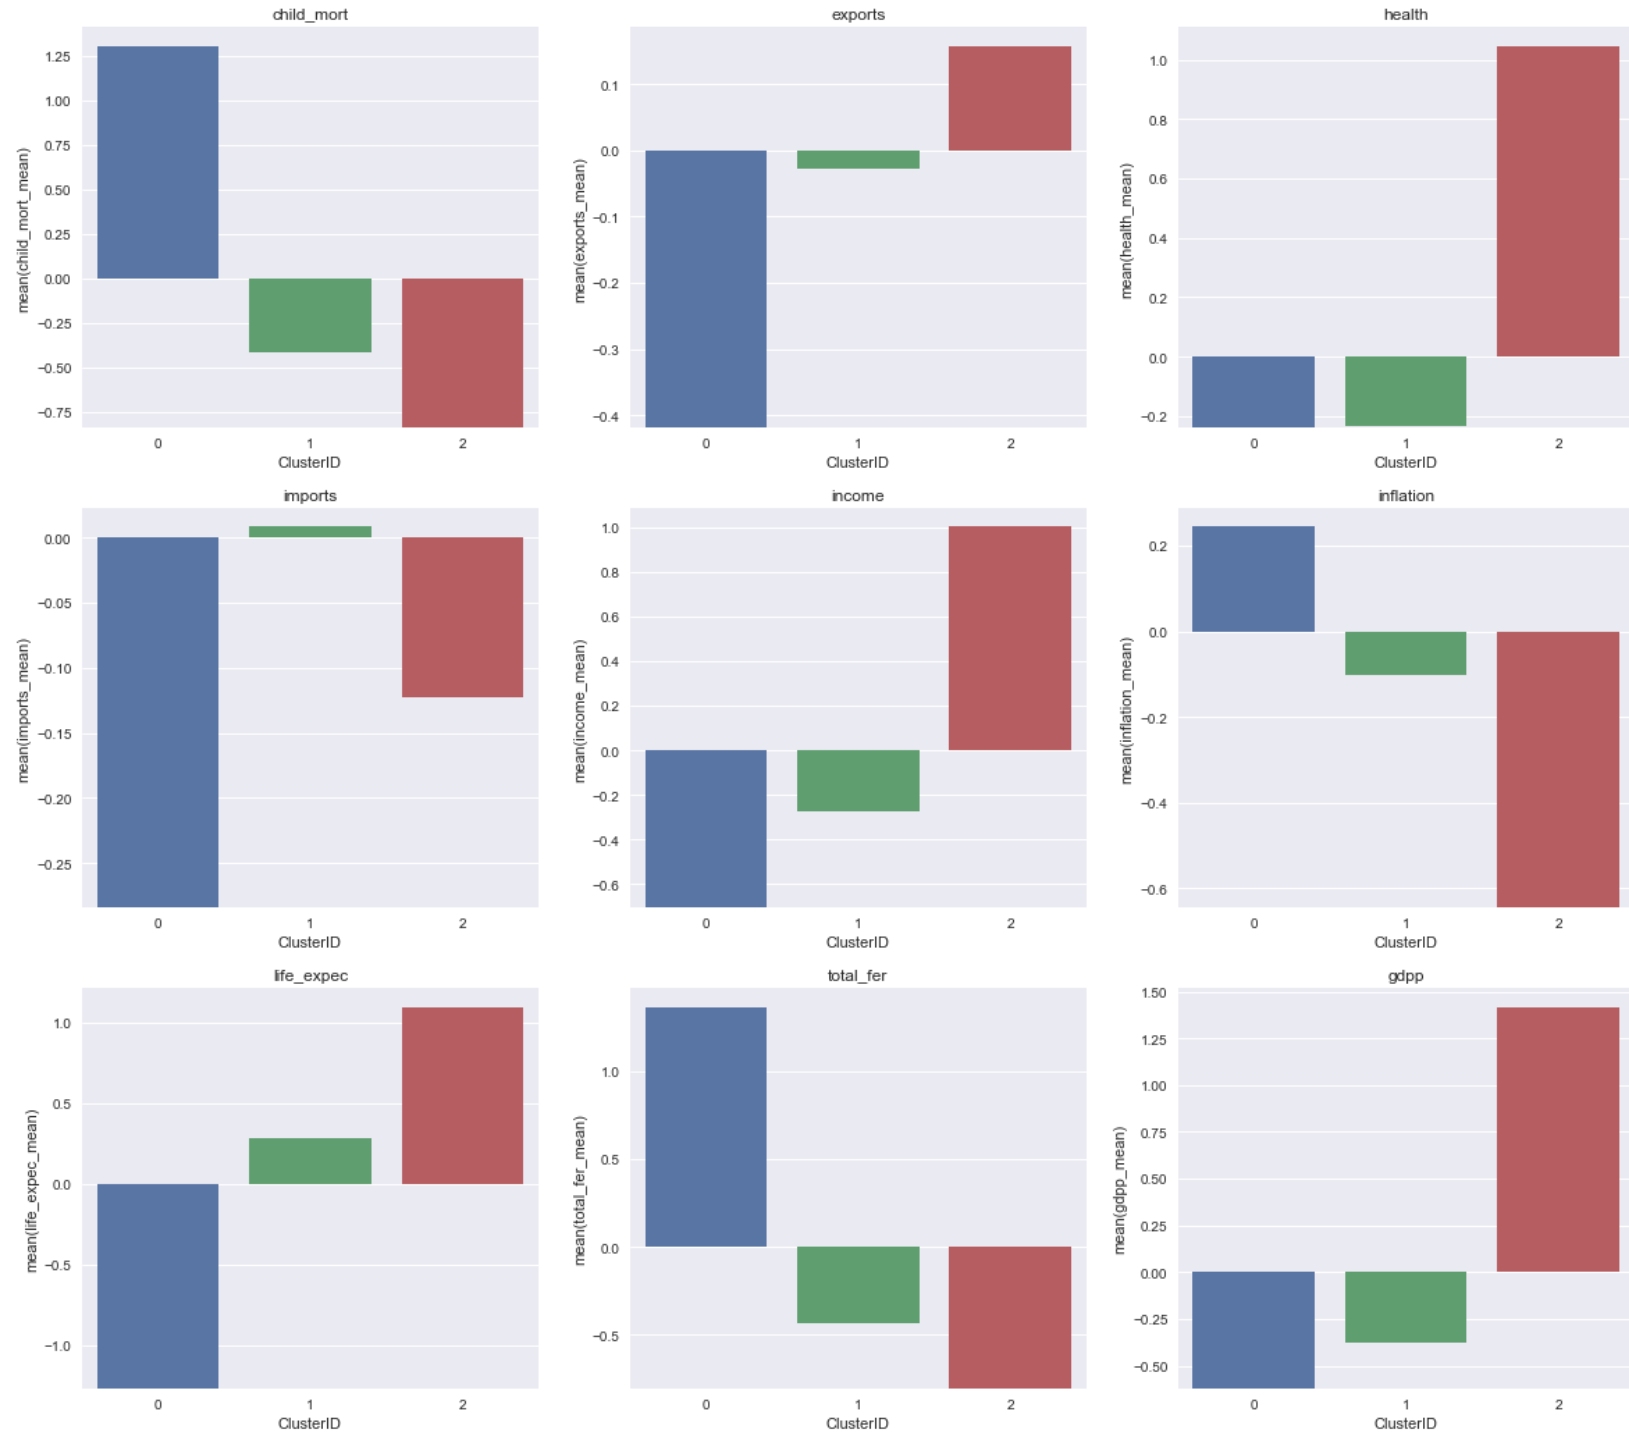 child_mort
mean(child_mort_mean)
1.25
1.00
0.75
0.50
0.25
0.00
−0.25
−0.50
−0.75
0 1 2
ClusterID
exports
mean(exports_mean)
0.1
0.0
−0.1
−0.2
−0.3
−0.4
0 1 2
ClusterID
health
mean(health_mean)
1.0
0.8
0.6
0.4
0.2
0.0
−0.2
0 1 2
ClusterID
imports
mean(imports_mean)
0.00
−0.05
−0.10
−0.15
−0.20
−0.25
0 1 2
ClusterID
income
mean(income_mean)
1.0
0.8
0.6
0.4
0.2
0.0
−0.2
−0.4
−0.6
0 1 2
ClusterID
inflation
mean(inflation_mean)
0.2
0.0
−0.2
−0.4
−0.6
0 1 2
ClusterID
life_expec
mean(life_expec_mean)
1.0
0.5
0.0
−0.5
−1.0
0 1 2
ClusterID
total_fer
mean(total_fer_mean)
1.0
0.5
0.0
−0.5
0 1 2
ClusterID
gdpp
mean(gdpp_mean)
1.50
1.25
1.00
0.75
0.50
0.25
0.00
−0.25
−0.50
0 1 2
ClusterID